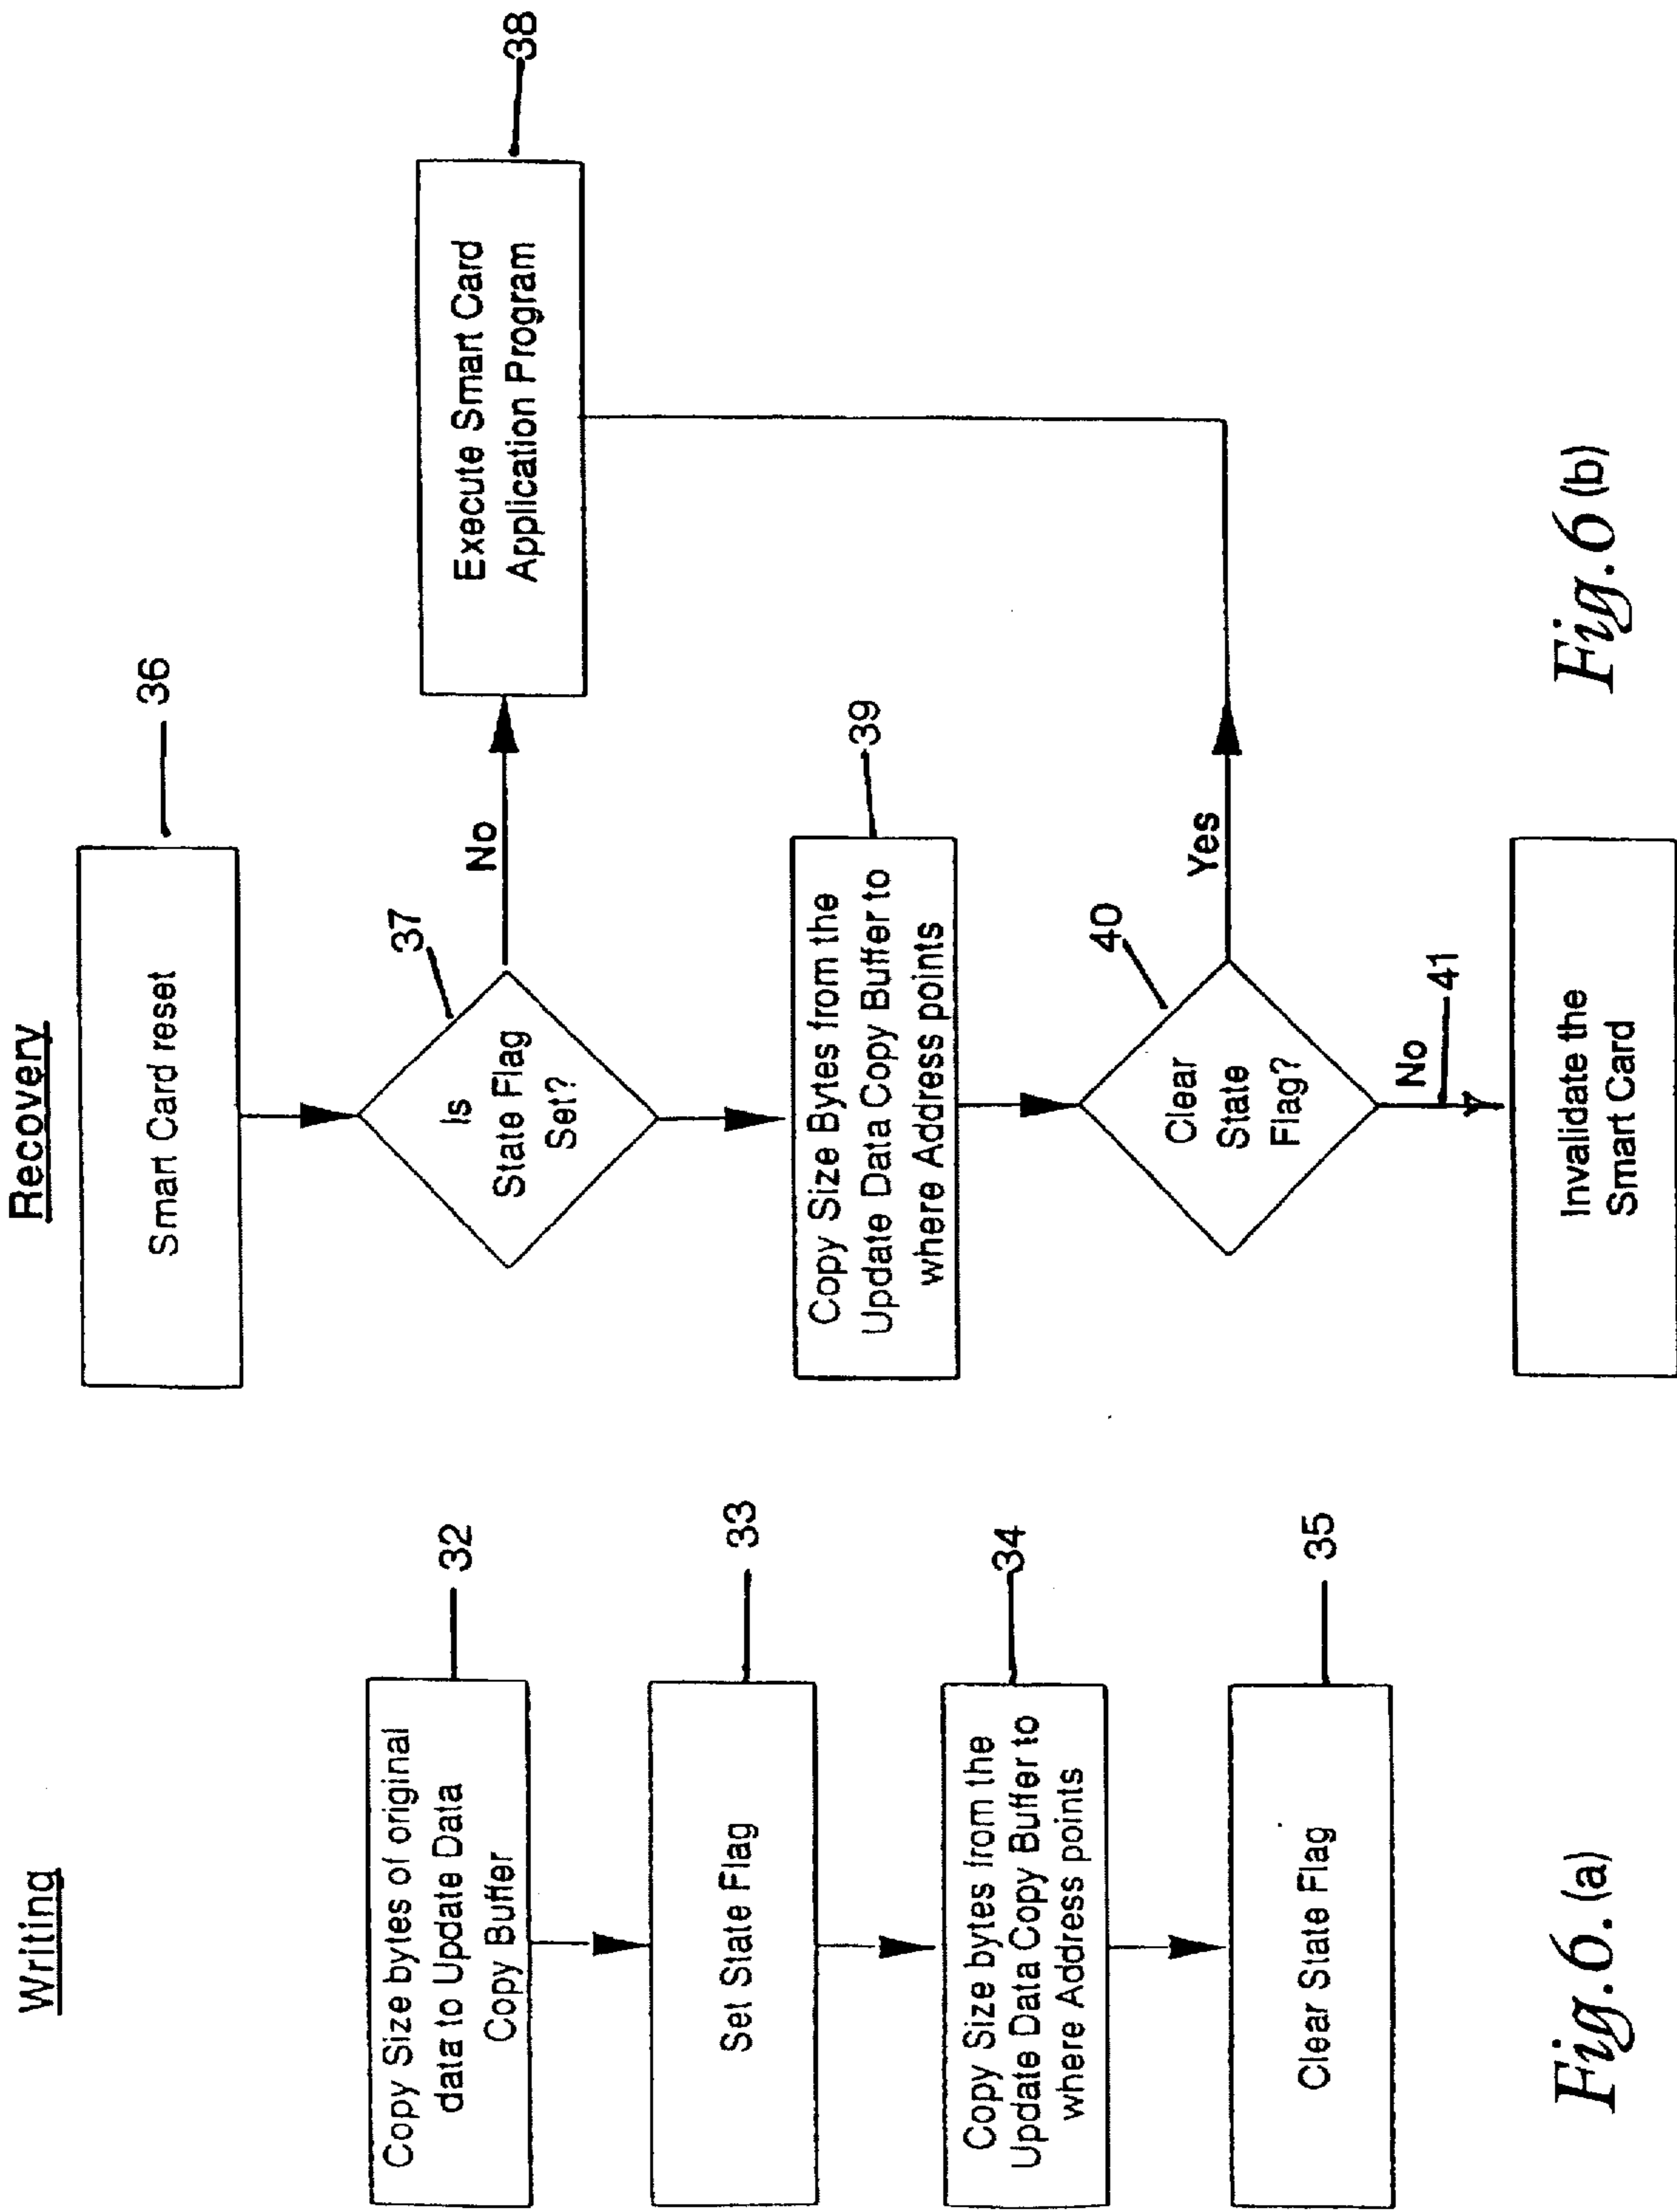 Writing
Copy Size bytes of original
data to Update Data
Copy Buffer
32
Set State Flag
33
Copy Size bytes from the
Update Data Copy Buffer to
where Address points
34
Clear State Flag
35
Fig. 6. (a)
Recovery
Smart Card reset
36
Is
State Flag
Set?
37
No
Execute Smart Card
Application Program
38
Copy Size Bytes from the
Update Data Copy Buffer to
where Address points
39
Clear
State
Flag?
40
Yes
No
41
Invalidate the
Smart Card
Fig. 6 (b)